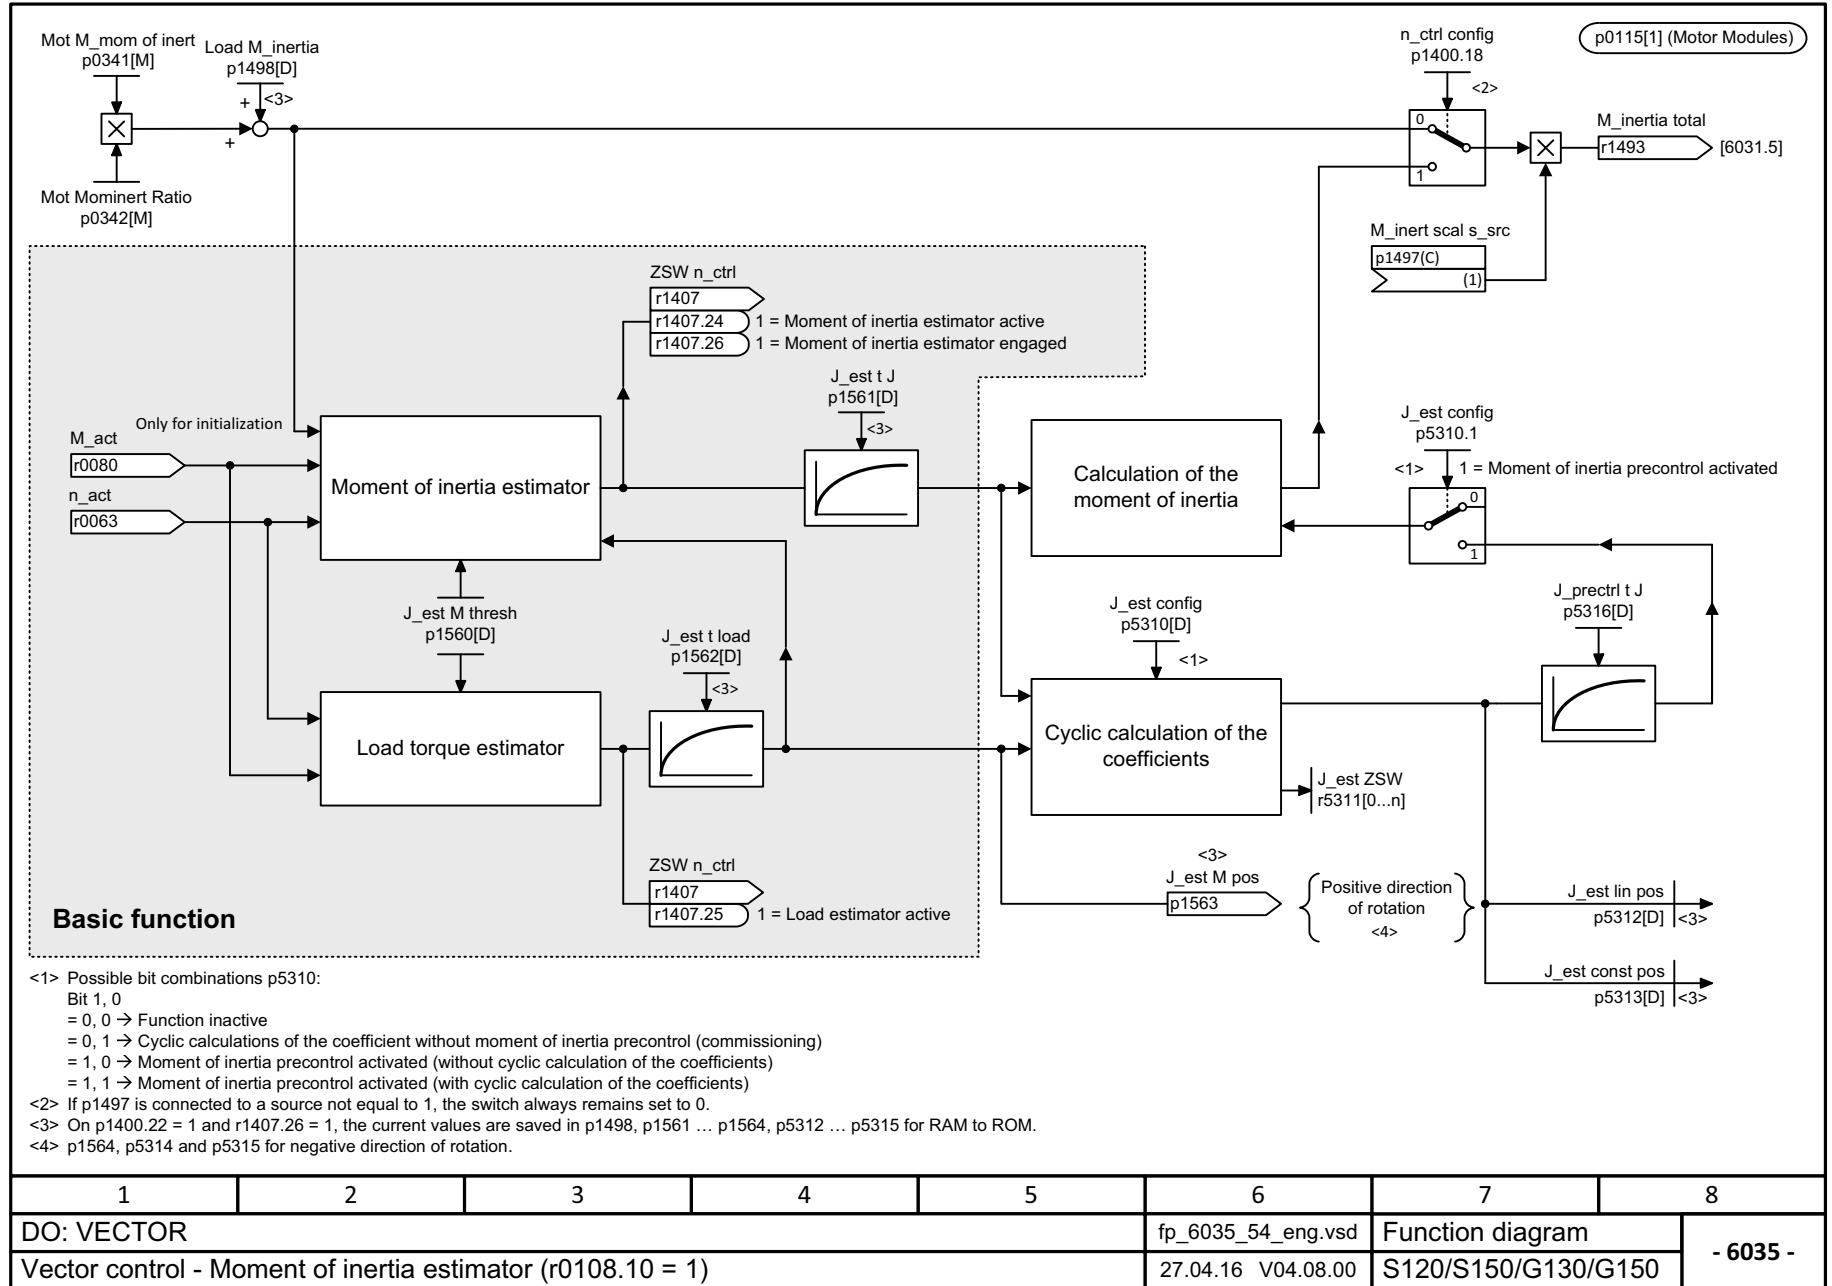 Mot M_mom of inert
p0341[M]
Load M_inertia
p1498[D]
<3>
+
+
Mot Mominert Ratio
p0342[M]
n_ctrl config
p1400.18
<2>
0
1
p0115[1] (Motor Modules)
M_inertia total
r1493
[6031.5]
M_inert scal s_src
p1497(C)
(1)
ZSW n_ctrl
r1407
r1407.24
1 = Moment of inertia estimator active
r1407.26
1 = Moment of inertia estimator engaged
J_est t J
p1561[D]
<3>
Only for initialization
M_act
r0080
n_act
r0063
Moment of inertia estimator
Calculation of the
moment of inertia
J_est config
p5310.1
<1>
1 = Moment of inertia precontrol activated
0
1
J_est M thresh
p1560[D]
J_est t load
p1562[D]
<3>
J_est config
p5310[D]
<1>
J_prectrl t J
p5316[D]
Load torque estimator
Cyclic calculation of the
coefficients
J_est ZSW
r5311[0...n]
ZSW n_ctrl
r1407
r1407.25
1 = Load estimator active
<3>
J_est M pos
p1563
Positive direction
of rotation
<4>
J_est lin pos
p5312[D]
<3>
J_est const pos
p5313[D]
<3>
Basic function
<1> Possible bit combinations p5310:
Bit 1, 0
= 0, 0 → Function inactive
= 0, 1 → Cyclic calculations of the coefficient without moment of inertia precontrol (commissioning)
= 1, 0 → Moment of inertia precontrol activated (without cyclic calculation of the coefficients)
= 1, 1 → Moment of inertia precontrol activated (with cyclic calculation of the coefficients)
<2> If p1497 is connected to a source not equal to 1, the switch always remains set to 0.
<3> On p1400.22 = 1 and r1407.26 = 1, the current values are saved in p1498, p1561 … p1564, p5312 … p5315 for RAM to ROM.
<4> p1564, p5314 and p5315 for negative direction of rotation.
1 2 3 4 5 6 7 8
DO: VECTOR
fp_6035_54_eng.vsd
Function diagram
- 6035 -
Vector control - Moment of inertia estimator (r0108.10 = 1)
27.04.16 V04.08.00
S120/S150/G130/G150